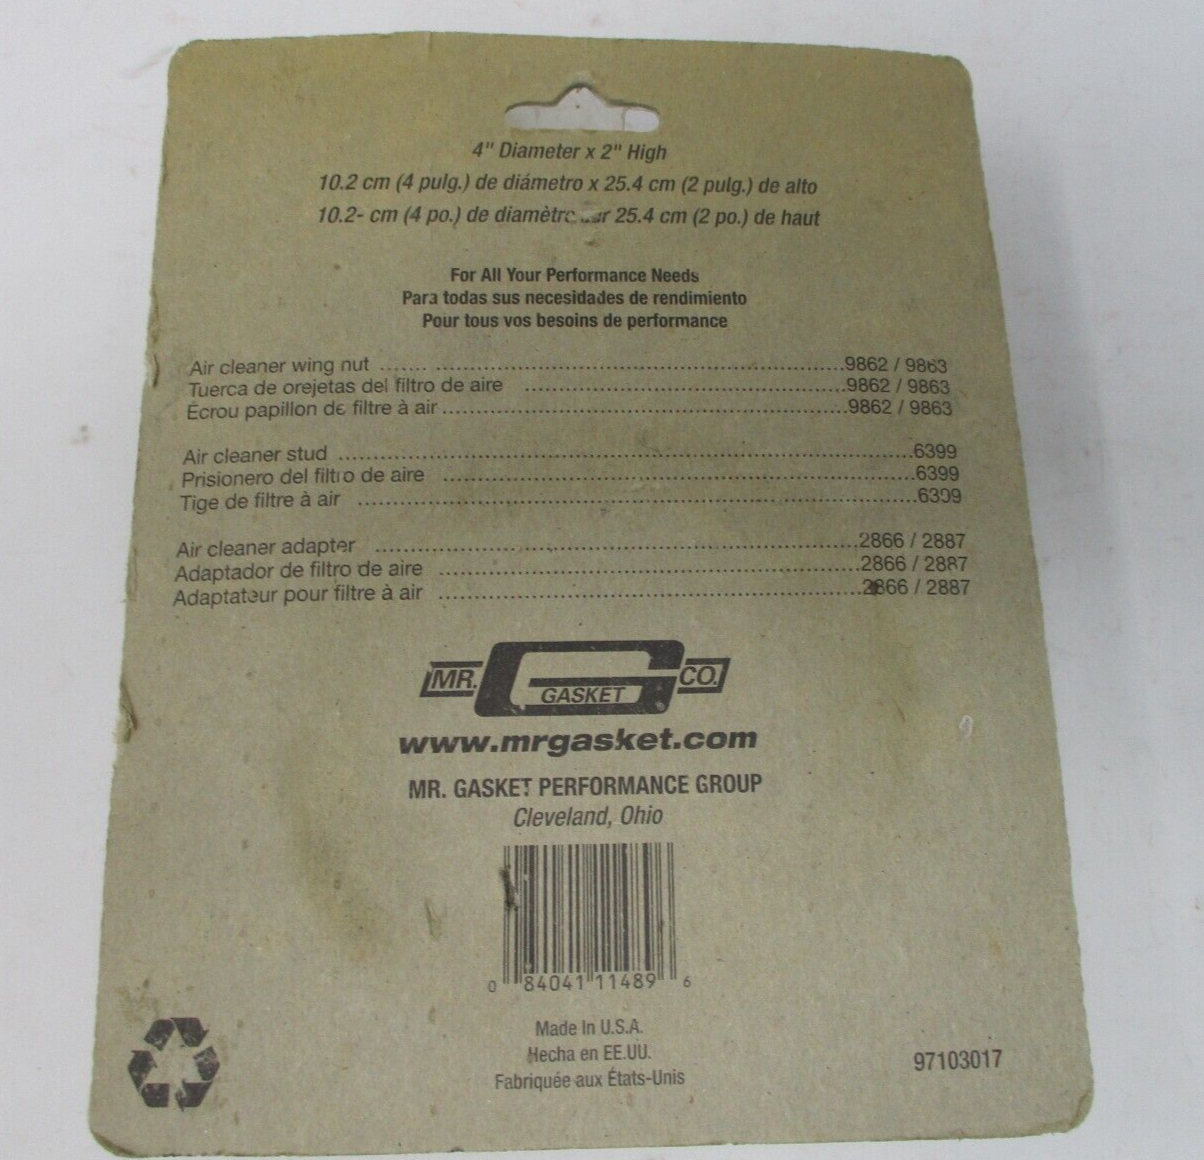 4" Diameter x 2" High
10.2 cm (4 pulg.) de diámetro x 25.4 cm (2 pulg.) de alto
10.2- cm (4 po.) de diamètre sur 25.4 cm (2 po.) de haut
For All Your Performance Needs
Para todas sus necesidades de rendimiento
Pour tous vos besoins de performance
Air cleaner wing nut ........ ..................................................................9862 / 9863
Tuerca de orejetas del filtro de aire ....................................................9862 / 9863
Écrou papillon de filtre à air..................................................................9862 / 9863
Air cleaner stud ..........................................................................................6399
Prisionero del filtro de aire ..........................................................................6399
Tige de filtre à air ......................................................................................6399
Air cleaner adapter ..............................................................................2866 / 2887
Adaptador de filtro de aire ....................................................................2866 / 2887
Adaptateur pour filtre à air ....................................................................2866 / 2887
MR. GASKET CO.
www.mrgasket.com
MR. GASKET PERFORMANCE GROUP
Cleveland, Ohio
0 84041 11489 6
Made In U.S.A.
Hecha en EE.UU.
Fabriquée aux États-Unis
97103017